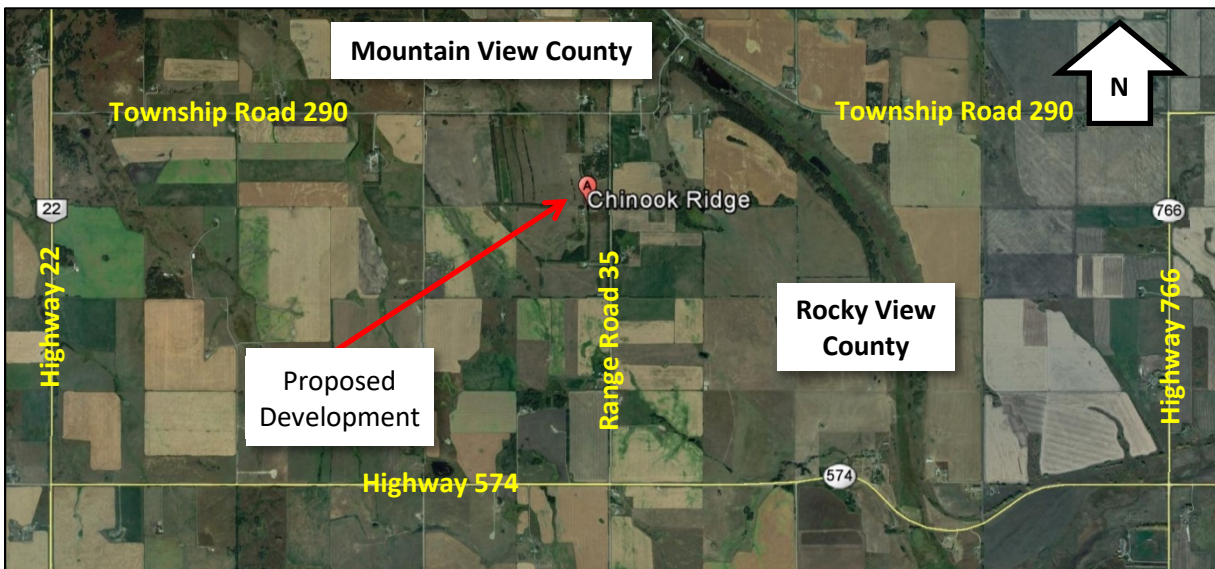 Mountain View County
N
Township Road 290
Township Road 290
A
Chinook Ridge
22
766
Highway 22
Range Road 35
Highway 766
Rocky View
County
Proposed
Development
574
Highway 574